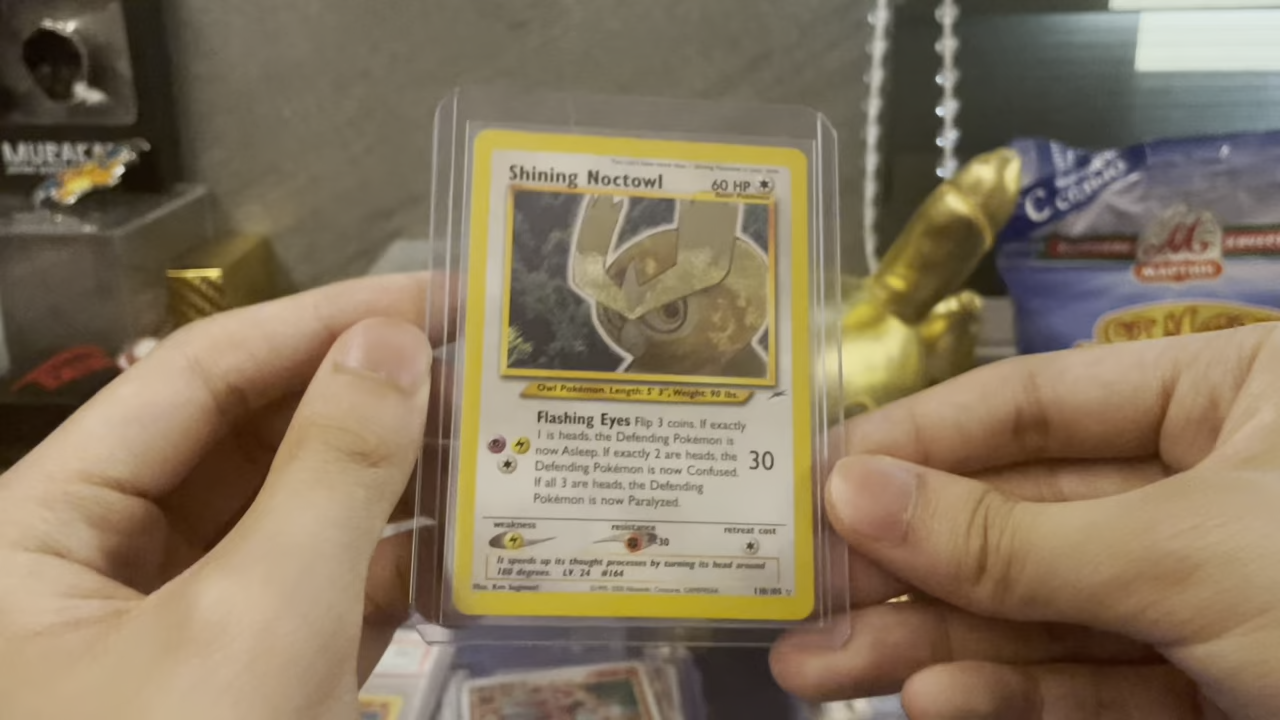 MURAKA
Shining Noctowl
60 HP
Owl Pokémon. Length: 5' 3", Weight: 90 lbs.
Flashing Eyes Flip 3 coins. If exactly
1 is heads, the Defending Pokémon is
now Asleep. If exactly 2 are heads, the
Defending Pokémon is now Confused.
If all 3 are heads, the Defending
Pokémon is now Paralyzed.
30
weakness
resistance
retreat cost
-30
It speeds up its thought processes by turning its head around
180 degrees. LV. 24 #164
M